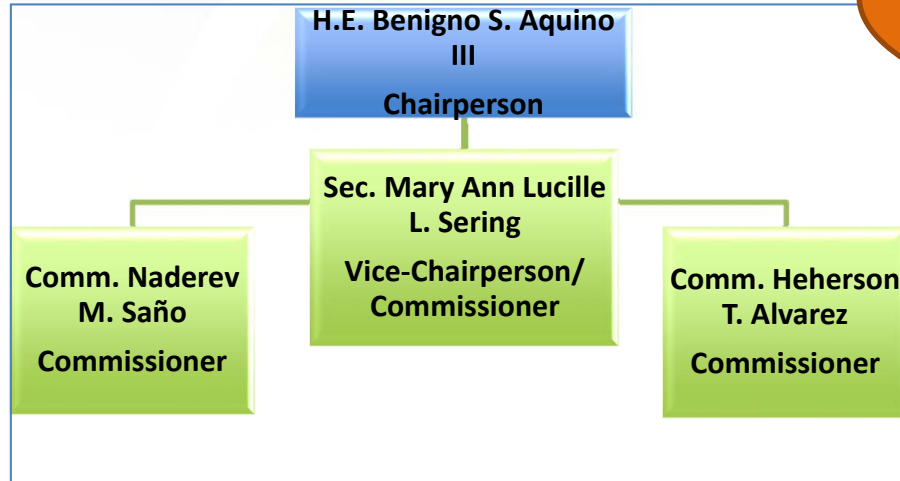 H.E. Benigno S. Aquino
III
Chairperson
Sec. Mary Ann Lucille
L. Sering
Vice-Chairperson/
Commissioner
Comm. Naderev
M. Saño
Commissioner
Comm. Heherson
T. Alvarez
Commissioner